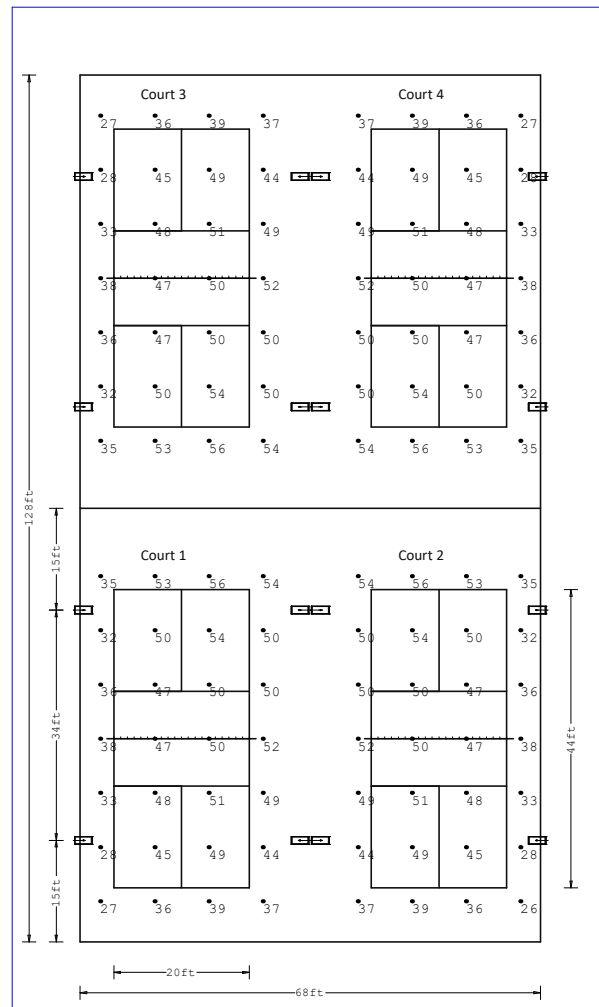 Court 3 Court 4
27 36 39 37 37 39 36 27
28 45 49 44 44 49 45 28
33 48 51 49 49 51 48 33
38 47 50 52 52 50 47 38
36 47 50 50 50 50 47 36
32 50 54 50 50 54 50 32
35 53 56 54 54 56 53 35
128ft
Court 1 Court 2
15ft
35 53 56 54 54 56 53 35
32 50 54 50 50 54 50 32
36 47 50 50 50 50 47 36
34ft
44ft
38 47 50 52 52 50 47 38
33 48 51 49 49 51 48 33
28 45 49 44 44 49 45 28
15ft
27 36 39 37 37 39 36 26
20ft
68ft